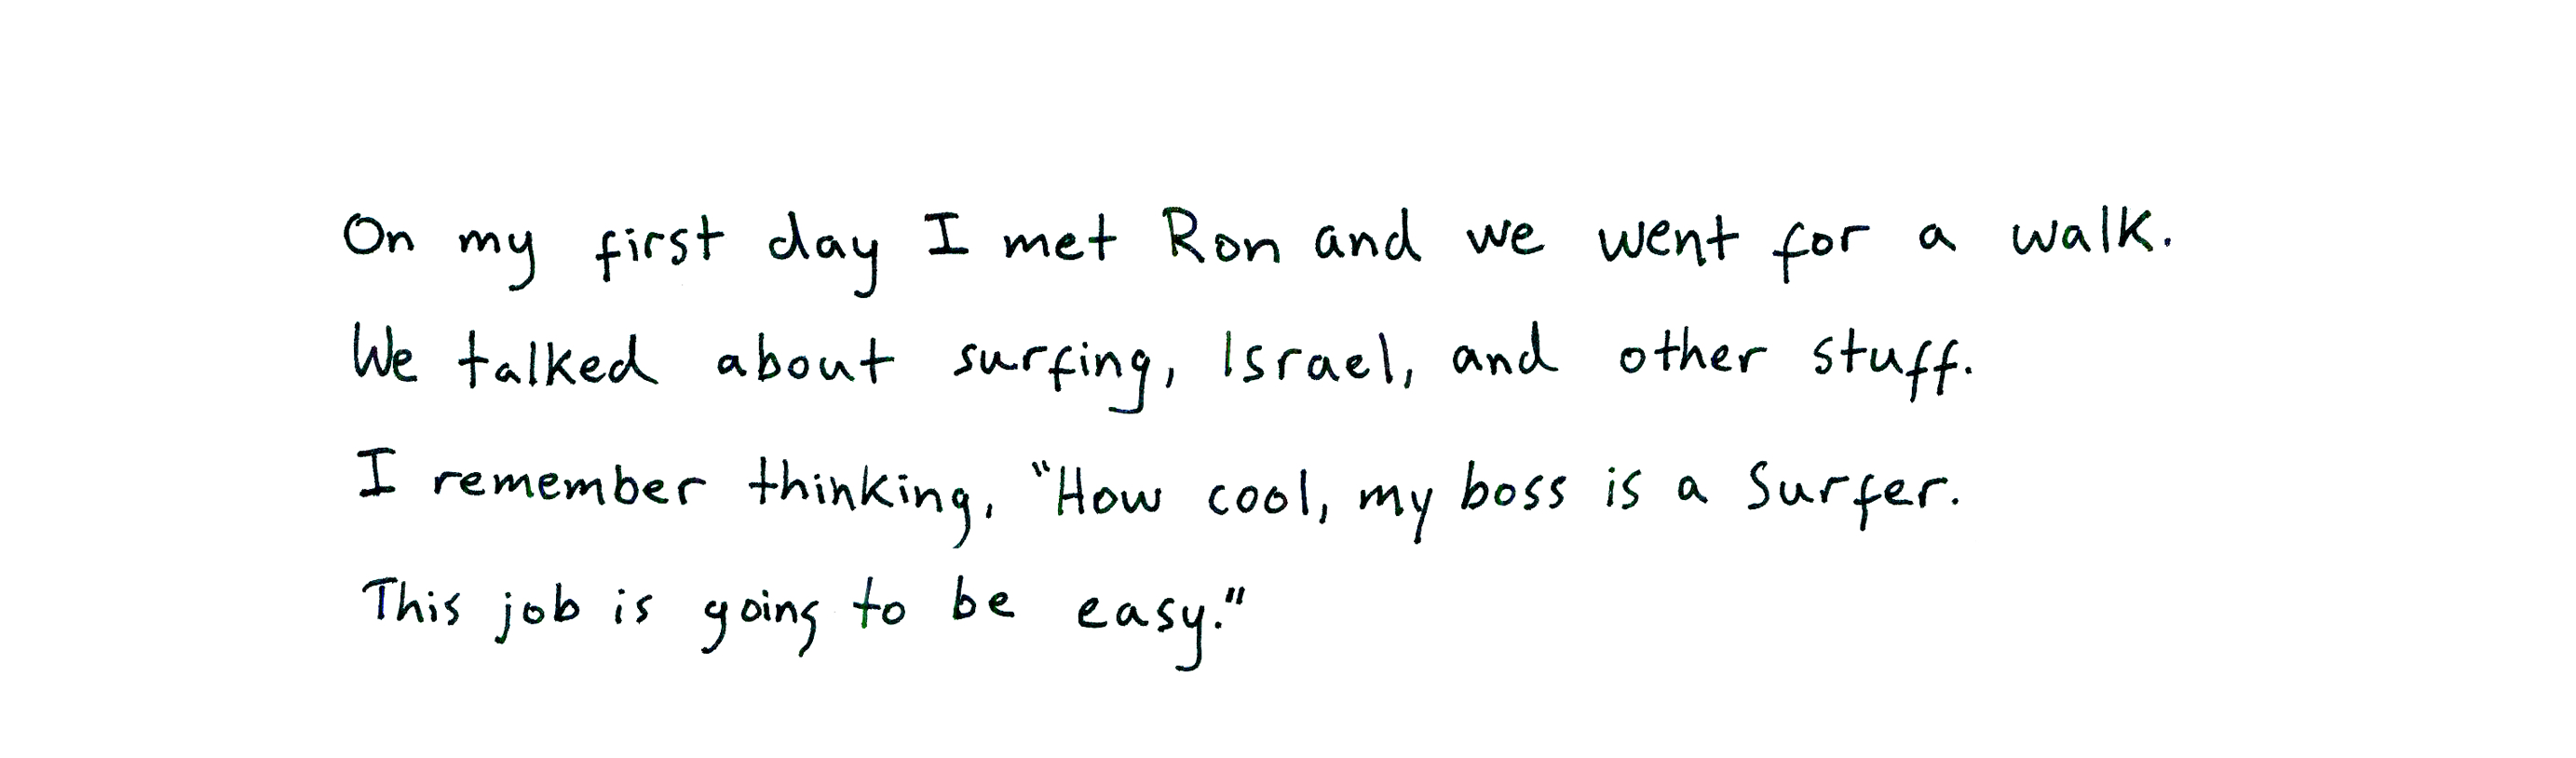 On my first day I met Ron and we went for a walk.
We talked about surfing, Israel, and other stuff.
I remember thinking, "How cool, my boss is a surfer.
This job is going to be easy."